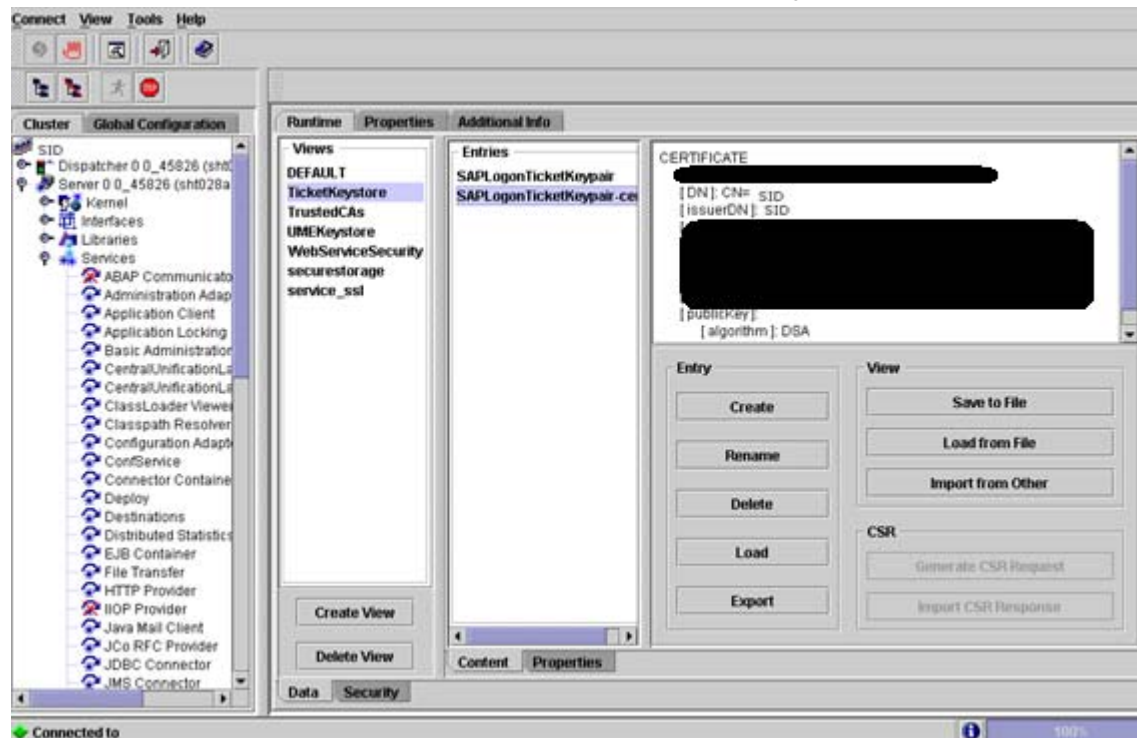 Connect View Tools Help
Cluster Global Configuration
SID
Dispatcher 0 0_45826 (sht0
Server 0 0_45826 (sht028a
Kernel
Interfaces
Libraries
Services
ABAP Communicato
Administration Adap
Application Client
Application Locking
Basic Administration
CentralUnificationLa
CentralUnificationLa
ClassLoader Viewer
Classpath Resolver
Configuration Adapt
ConfService
Connector Containe
Deploy
Destinations
Distributed Statistics
EJB Container
File Transfer
HTTP Provider
IIOP Provider
Java Mail Client
JCo RFC Provider
JDBC Connector
JMS Connector
Runtime Properties Additional Info
Views
DEFAULT
TicketKeystore
TrustedCAs
UMEKeystore
WebServiceSecurity
securestorage
service_ssl
Create View
Delete View
Entries
SAPLogonTicketKeypair
SAPLogonTicketKeypair-cer
CERTIFICATE
[DN]: CN= SID
[issuerDN]: SID
[publicKey]:
[algorithm]: DSA
Entry
Create
Rename
Delete
Load
Export
View
Save to File
Load from File
Import from Other
CSR
Generate CSR Request
Import CSR Response
Content Properties
Data Security
Connected to
100%